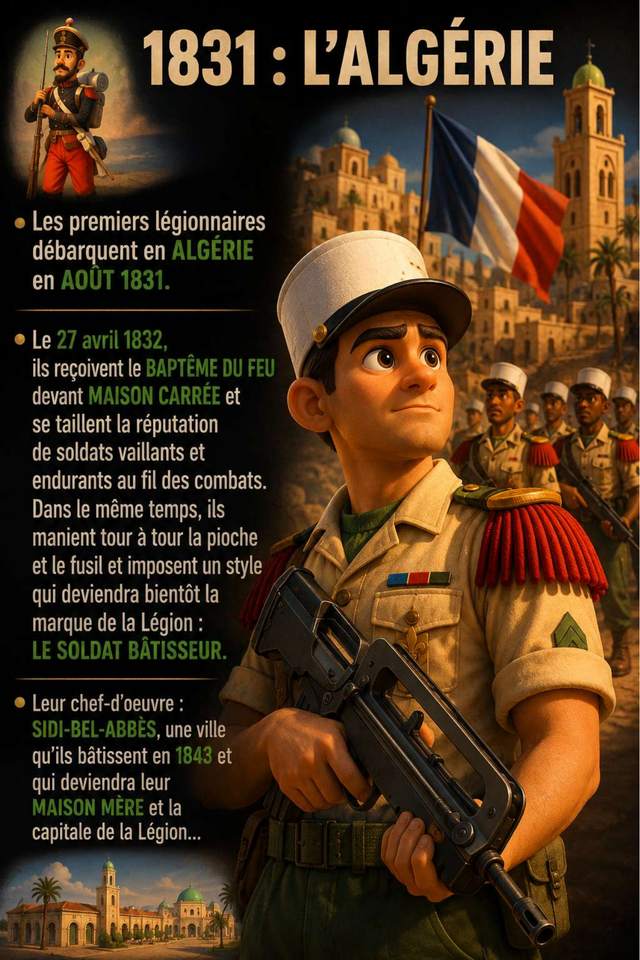 1831 : L'ALGÉRIE
Les premiers légionnaires
débarquent en ALGÉRIE
en AOÛT 1831.
Le 27 avril 1832,
ils reçoivent le BAPTÊME DU FEU
devant MAISON CARRÉE et
se taillent la réputation
de soldats vaillants et
endurants au fil des combats.
Dans le même temps, ils
manient tour à tour la pioche
et le fusil et imposent un style
qui deviendra bientôt la
marque de la Légion :
LE SOLDAT BÂTISSEUR.
Leur chef-d'oeuvre :
SIDI-BEL-ABBÈS, une ville
qu'ils bâtissent en 1843 et
qui deviendra leur
MAISON MÈRE et la
capitale de la Légion...